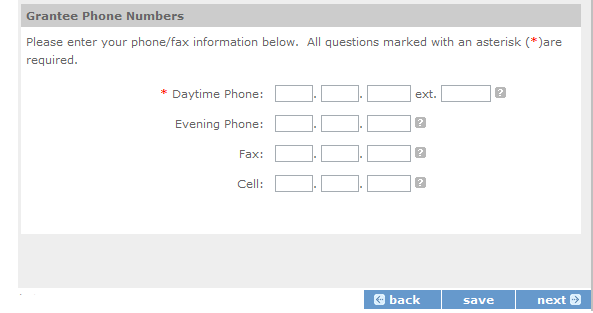 Grantee Phone Numbers
Please enter your phone/fax information below. All questions marked with an asterisk (*)are
required.
* Daytime Phone: . . ext. ?
Evening Phone: . . ?
Fax: . . ?
Cell: . . ?
back save next